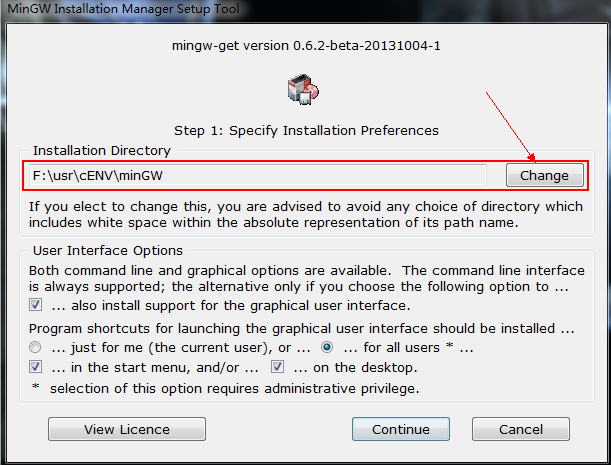 MinGW Installation Manager Setup Tool
mingw-get version 0.6.2-beta-20131004-1
Step 1: Specify Installation Preferences
Installation Directory
F:\usr\cENV\minGW
Change
If you elect to change this, you are advised to avoid any choice of directory which
includes white space within the absolute representation of its path name.
User Interface Options
Both command line and graphical options are available. The command line interface
is always supported; the alternative only if you choose the following option to ...
... also install support for the graphical user interface.
Program shortcuts for launching the graphical user interface should be installed ...
... just for me (the current user), or ... ... for all users * ...
... in the start menu, and/or ... ... on the desktop.
* selection of this option requires administrative privilege.
View Licence Continue Cancel